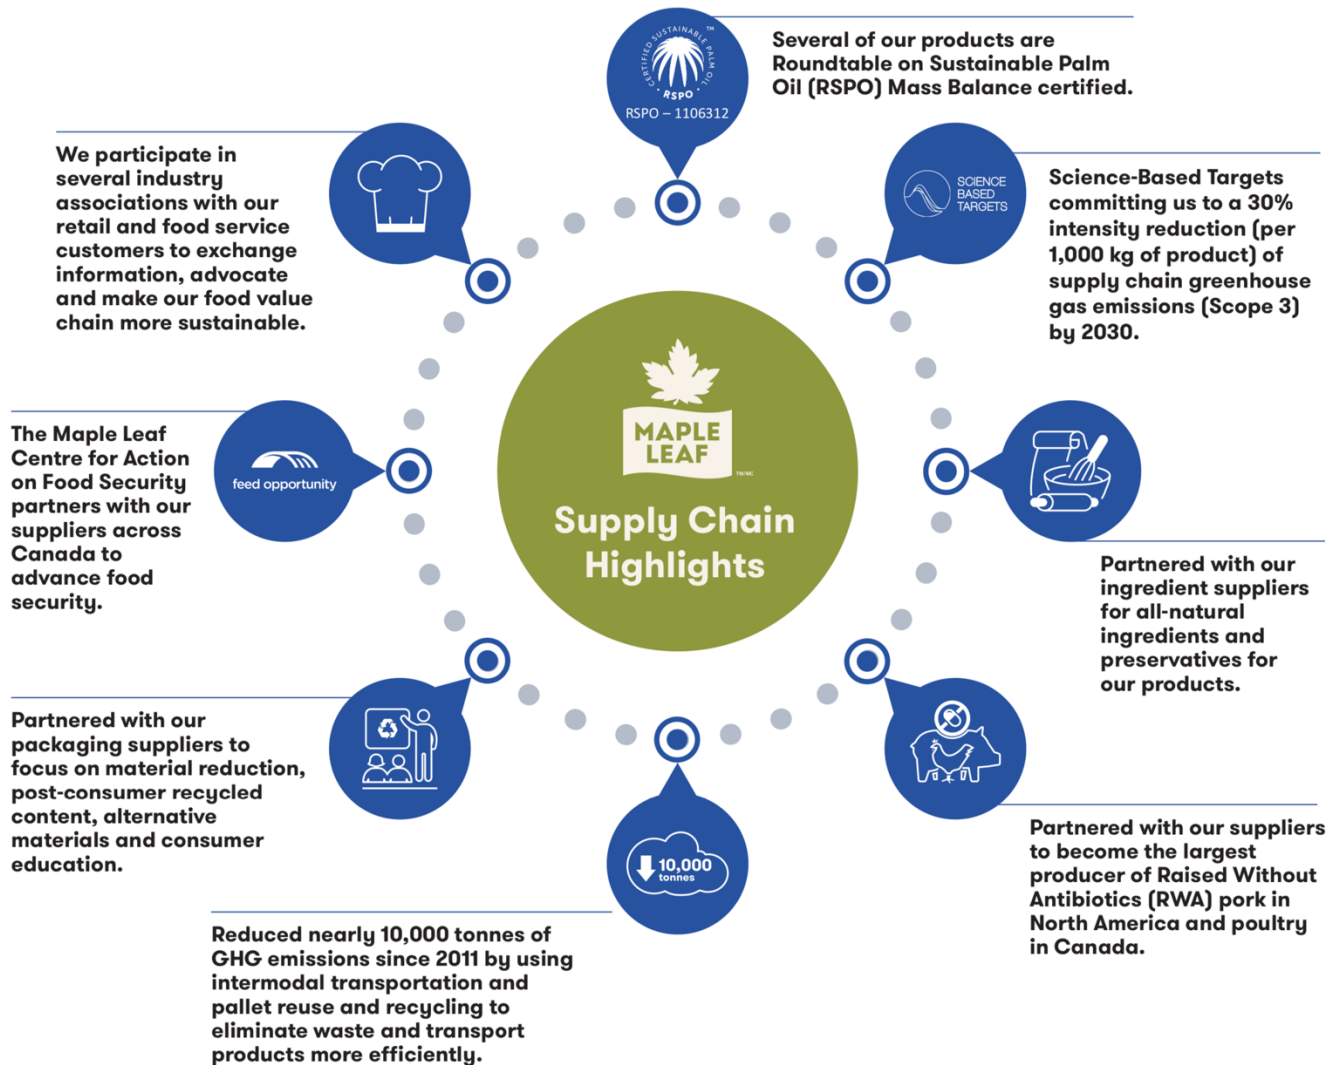 CERTIFIED SUSTAINABLE PALM OIL
™
RSPO
RSPO – 1106312
Several of our products are
Roundtable on Sustainable Palm
Oil (RSPO) Mass Balance certified.
SCIENCE
BASED
TARGETS
Science-Based Targets
committing us to a 30%
intensity reduction (per
1,000 kg of product) of
supply chain greenhouse
gas emissions (Scope 3)
by 2030.
Partnered with our
ingredient suppliers
for all-natural
ingredients and
preservatives for
our products.
Partnered with our suppliers
to become the largest
producer of Raised Without
Antibiotics (RWA) pork in
North America and poultry
in Canada.
10,000
tonnes
Reduced nearly 10,000 tonnes of
GHG emissions since 2011 by using
intermodal transportation and
pallet reuse and recycling to
eliminate waste and transport
products more efficiently.
Partnered with our
packaging suppliers to
focus on material reduction,
post-consumer recycled
content, alternative
materials and consumer
education.
feed opportunity
The Maple Leaf
Centre for Action
on Food Security
partners with our
suppliers across
Canada to
advance food
security.
We participate in
several industry
associations with our
retail and food service
customers to exchange
information, advocate
and make our food value
chain more sustainable.
MAPLE
LEAF
TM/MC
Supply Chain
Highlights